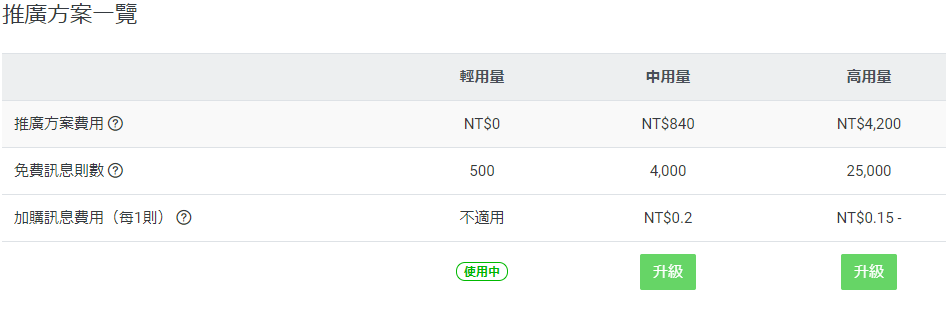 推廣方案一覽
輕用量 中用量 高用量
推廣方案費用 NT$0 NT$840 NT$4,200
免費訊息則數 500 4,000 25,000
加購訊息費用（每1則） 不適用 NT$0.2 NT$0.15 -
使用中 升級 升級